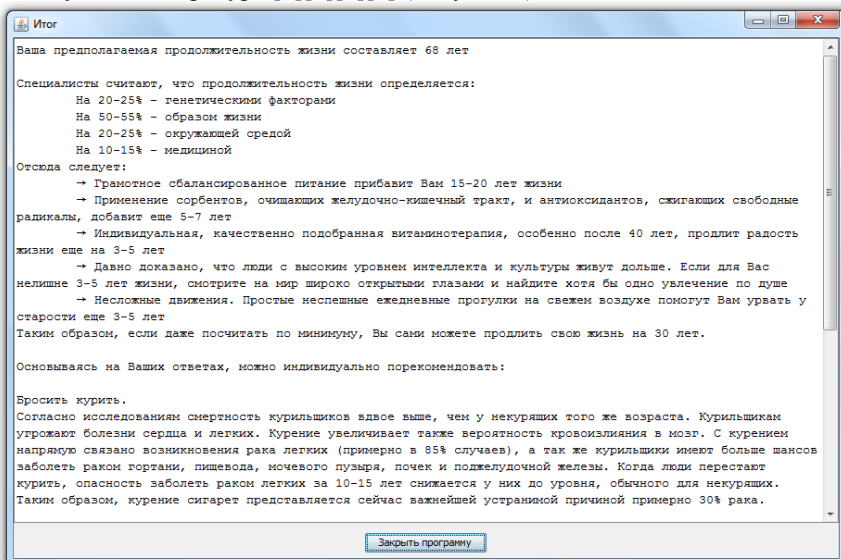 Итог
Ваша предполагаемая продолжительность жизни составляет 68 лет
Специалисты считают, что продолжительность жизни определяется:
На 20-25% - генетическими факторами
На 50-55% - образом жизни
На 20-25% - окружающей средой
На 10-15% - медициной
Отсюда следует:
→ Грамотное сбалансированное питание прибавит Вам 15-20 лет жизни
→ Применение сорбентов, очищающих желудочно-кишечный тракт, и антиоксидантов, сжигающих свободные
радикалы, добавит еще 5-7 лет
→ Индивидуальная, качественно подобранная витаминотерапия, особенно после 40 лет, продлит радость
жизни еще на 3-5 лет
→ Давно доказано, что люди с высоким уровнем интеллекта и культуры живут дольше. Если для Вас
нелишне 3-5 лет жизни, смотрите на мир широко открытыми глазами и найдите хотя бы одно увлечение по душе
→ Несложные движения. Простые неспешные ежедневные прогулки на свежем воздухе помогут Вам урвать у
старости еще 3-5 лет
Таким образом, если даже посчитать по минимуму, Вы сами можете продлить свою жизнь на 30 лет.
Основываясь на Ваших ответах, можно индивидуально порекомендовать:
Бросить курить.
Согласно исследованиям смертность курильщиков вдвое выше, чем у некурящих того же возраста. Курильщикам
угрожают болезни сердца и легких. Курение увеличивает также вероятность кровоизлияния в мозг. С курением
напрямую связано возникновения рака легких (примерно в 85% случаев), а так же курильщики имеют больше шансов
заболеть раком гортани, пищевода, мочевого пузыря, почек и поджелудочной железы. Когда люди перестают
курить, опасность заболеть раком легких за 10-15 лет снижается у них до уровня, обычного для некурящих.
Таким образом, курение сигарет представляется сейчас важнейшей устранимой причиной примерно 30% рака.
Закрыть программу